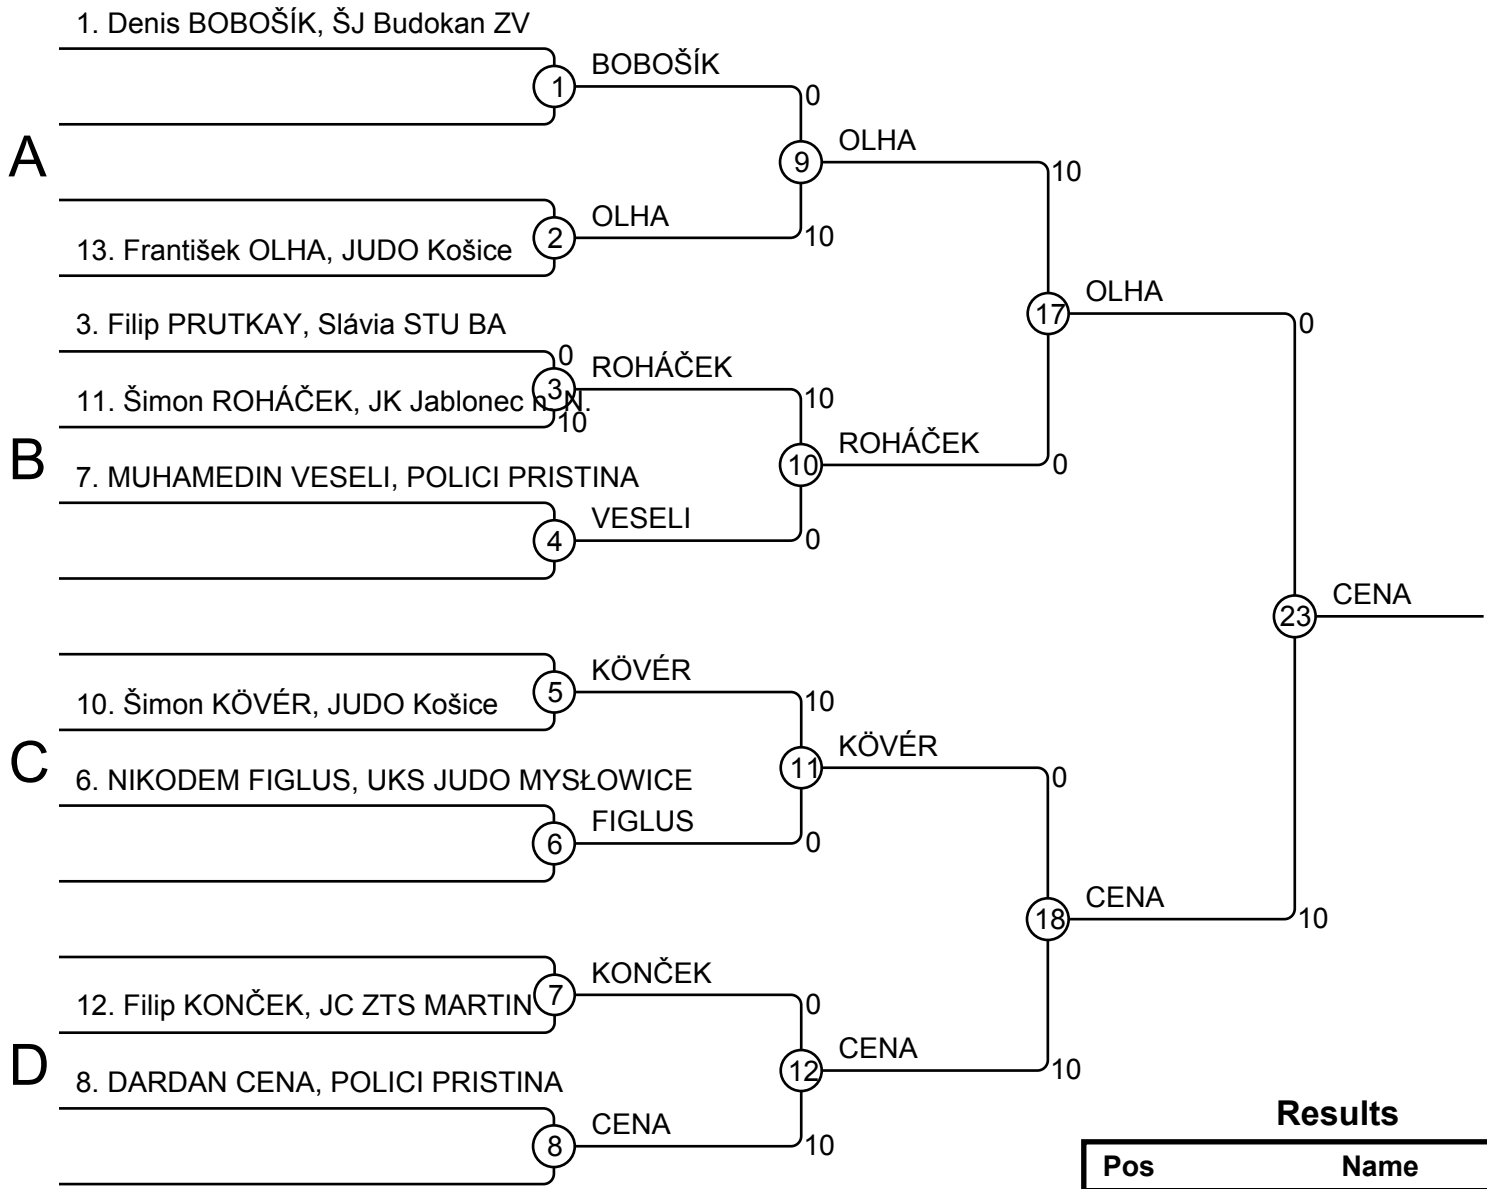 1. Denis BOBOŠÍK, ŠJ Budokan ZV
1
BOBOŠÍK
0
A
9
OLHA
10
2
OLHA
10
13. František OLHA, JUDO Košice
17
OLHA
0
3. Filip PRUTKAY, Slávia STU BA
0
3
ROHÁČEK
10
11. Šimon ROHÁČEK, JK Jablonec n. N.
10
B
10
ROHÁČEK
0
7. MUHAMEDIN VESELI, POLICI PRISTINA
4
VESELI
0
23
CENA
5
KÖVÉR
10
10. Šimon KÖVÉR, JUDO Košice
C
11
KÖVÉR
0
6. NIKODEM FIGLUS, UKS JUDO MYSŁOWICE
6
FIGLUS
0
18
CENA
10
7
KONČEK
0
12. Filip KONČEK, JC ZTS MARTIN
D
12
CENA
10
8. DARDAN CENA, POLICI PRISTINA
8
CENA
10
Results
Pos Name